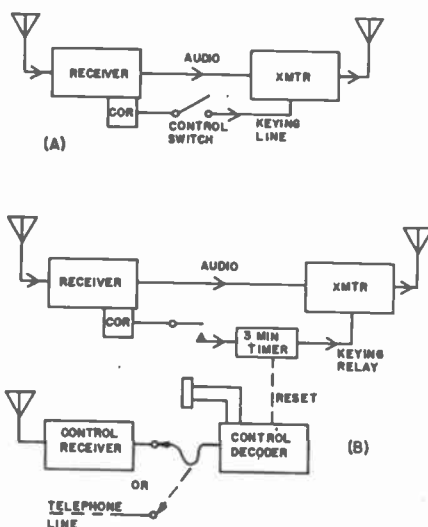 RECEIVER
AUDIO
XMTR
COR
CONTROL
SWITCH
KEYING
LINE
(A)
RECEIVER
AUDIO
XMTR
COR
3 MIN
TIMER
KEYING
RELAY
RESET
CONTROL
RECEIVER
CONTROL
DECODER
(B)
OR
TELEPHONE
LINE